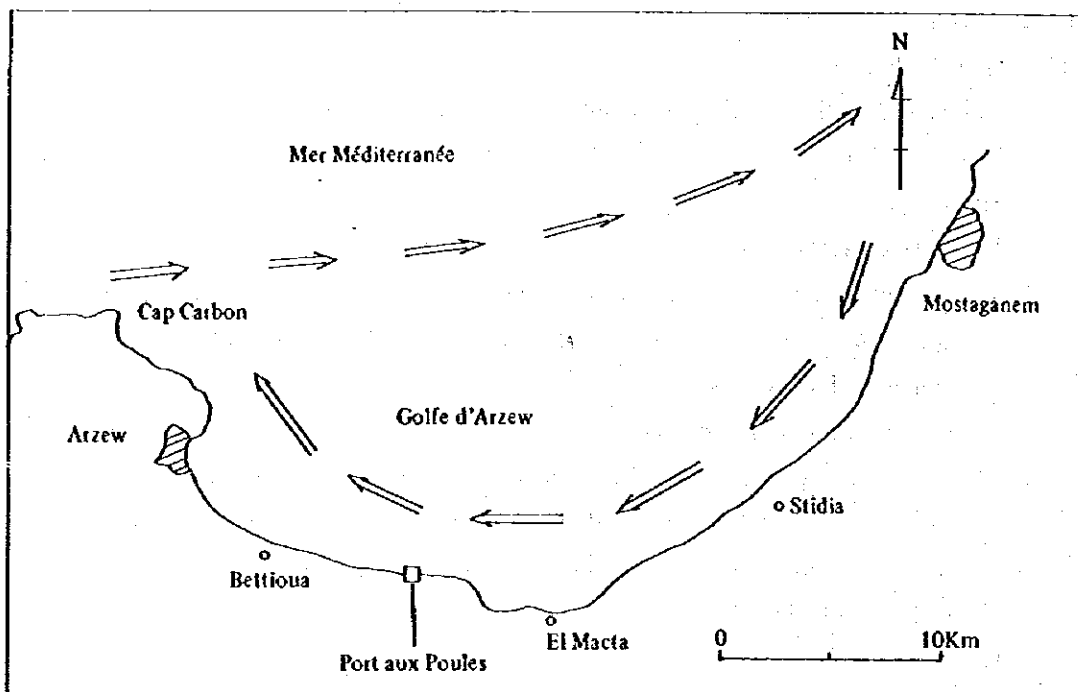 N
Mer Méditerranée
Cap Carbon
Mostaganem
Arzew
Golfe d'Arzew
Stidia
Bettioua
El Macta
0 10Km
Port aux Poules